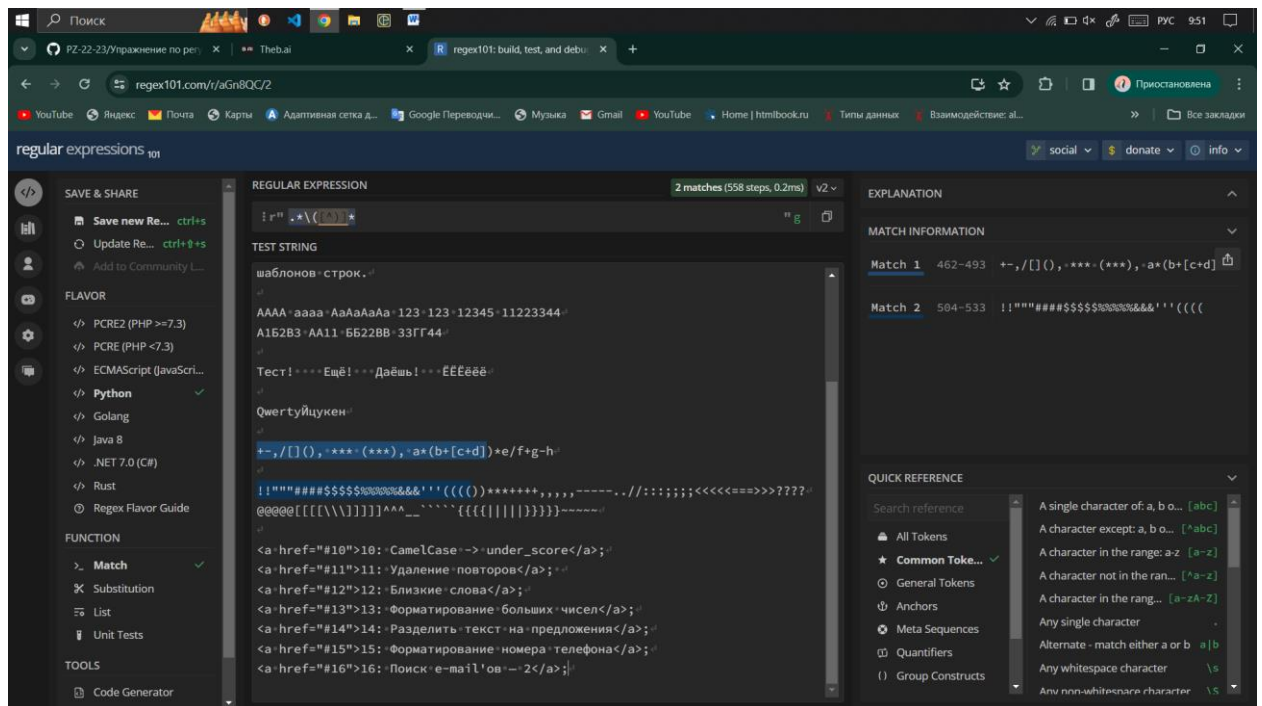 Поиск
РУС 951
PZ-22-23/Упражнение по регу
Theb.ai
regex101: build, test, and debu
regex101.com/r/aGn8QC/2
Приостановлена
YouTube Яндекс Почта Карты Адаптивная сетка д... Google Переводчи... Музыка Gmail YouTube Home | htmlbook.ru Типы данных Взаимодействие: al... » Все закладки
regular expressions 101
social donate info
SAVE & SHARE
Save new Re... ctrl+s
Update Re... ctrl+⇧+s
Add to Community L...
FLAVOR
PCRE2 (PHP >=7.3)
PCRE (PHP <7.3)
ECMAScript (JavaScri...
Python
Golang
Java 8
.NET 7.0 (C#)
Rust
Regex Flavor Guide
FUNCTION
Match
Substitution
List
Unit Tests
TOOLS
Code Generator
REGULAR EXPRESSION
2 matches (558 steps, 0.2ms) v2
r" .*\([^)]* " g
TEST STRING
шаблонов строк.
AAAA aaaa AaAaAaAa 123 123 12345 11223344
А1Б2В3 АА11 ББ22ВВ 33ГГ44
Тест! Ещё! Даёшь! ËËËëëë
QwertyЙцукен
+-,/[](), *** (***), a*(b+[c+d])*e/f+g-h
!!"""####$$$$$%%%%%&&&'''(((())***++++,,,,,-----..//:::;;;;<<<<<===>>>????
@@@@@[[[[\\\]]]]]^^^__`````{{{{|||||}}}}}~~~~~
<a href="#10">10: CamelCase -> under_score</a>;
<a href="#11">11: Удаление повторов</a>;
<a href="#12">12: Близкие слова</a>;
<a href="#13">13: Форматирование больших чисел</a>;
<a href="#14">14: Разделить текст на предложения</a>;
<a href="#15">15: Форматирование номера телефона</a>;
<a href="#16">16: Поиск e-mail'ов — 2</a>;
EXPLANATION
MATCH INFORMATION
Match 1 462-493 +-,/[](), *** (***), a*(b+[c+d]
Match 2 504-533 !!"""####$$$$$%%%%%&&&'''((((
QUICK REFERENCE
Search reference
All Tokens
Common Toke...
General Tokens
Anchors
Meta Sequences
Quantifiers
Group Constructs
A single character of: a, b o... [abc]
A character except: a, b o... [^abc]
A character in the range: a-z [a-z]
A character not in the ran... [^a-z]
A character in the rang... [a-zA-Z]
Any single character .
Alternate - match either a or b a|b
Any whitespace character \s
Any non-whitespace character \S